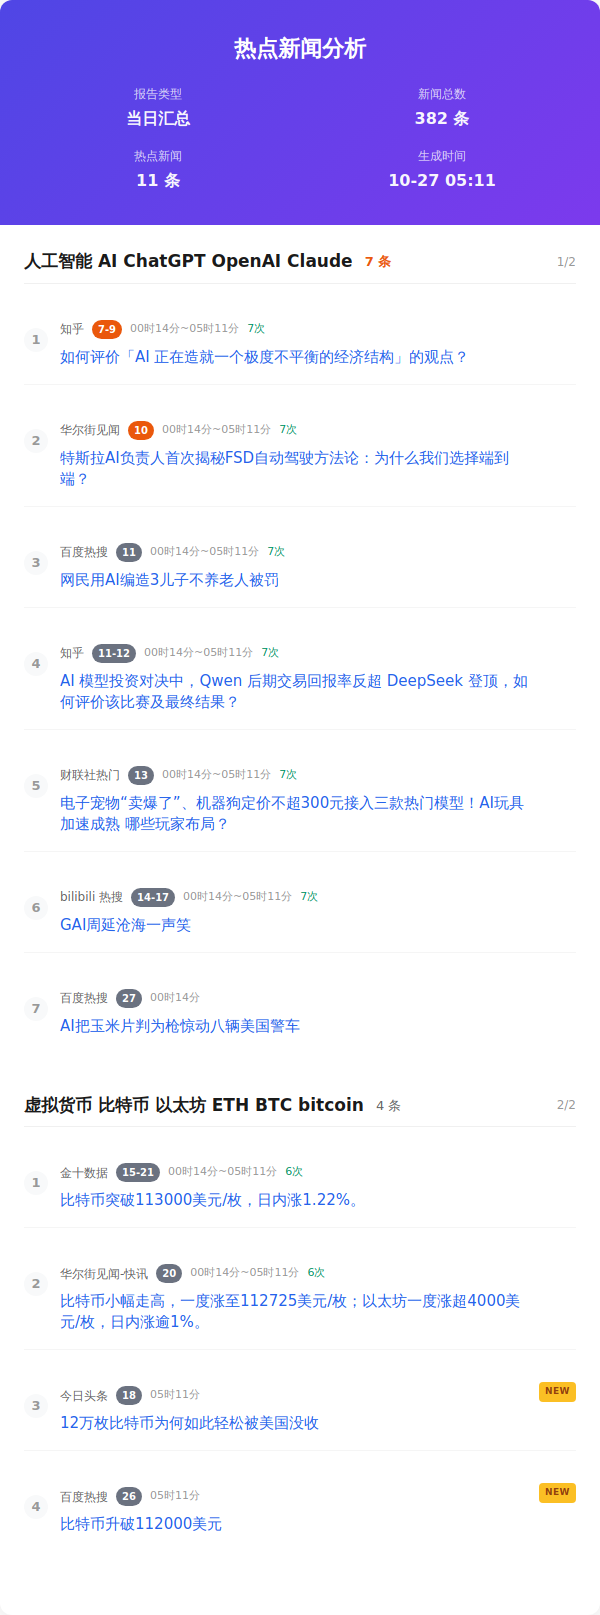 热点新闻分析
报告类型
新闻总数
当日汇总
382 条
热点新闻
生成时间
11 条
10-27 05:11
人工智能 AI ChatGPT OpenAI Claude 7 条 1/2
1 知乎 7-9 00时14分~05时11分 7次
如何评价「AI 正在造就一个极度不平衡的经济结构」的观点？
2 华尔街见闻 10 00时14分~05时11分 7次
特斯拉AI负责人首次揭秘FSD自动驾驶方法论：为什么我们选择端到
端？
3 百度热搜 11 00时14分~05时11分 7次
网民用AI编造3儿子不养老人被罚
4 知乎 11-12 00时14分~05时11分 7次
AI 模型投资对决中，Qwen 后期交易回报率反超 DeepSeek 登顶，如
何评价该比赛及最终结果？
5 财联社热门 13 00时14分~05时11分 7次
电子宠物“卖爆了”、机器狗定价不超300元接入三款热门模型！AI玩具
加速成熟 哪些玩家布局？
6 bilibili 热搜 14-17 00时14分~05时11分 7次
GAI周延沧海一声笑
7 百度热搜 27 00时14分
AI把玉米片判为枪惊动八辆美国警车
虚拟货币 比特币 以太坊 ETH BTC bitcoin 4 条 2/2
1 金十数据 15-21 00时14分~05时11分 6次
比特币突破113000美元/枚，日内涨1.22%。
2 华尔街见闻-快讯 20 00时14分~05时11分 6次
比特币小幅走高，一度涨至112725美元/枚；以太坊一度涨超4000美
元/枚，日内涨逾1%。
3 今日头条 18 05时11分 NEW
12万枚比特币为何如此轻松被美国没收
4 百度热搜 26 05时11分 NEW
比特币升破112000美元